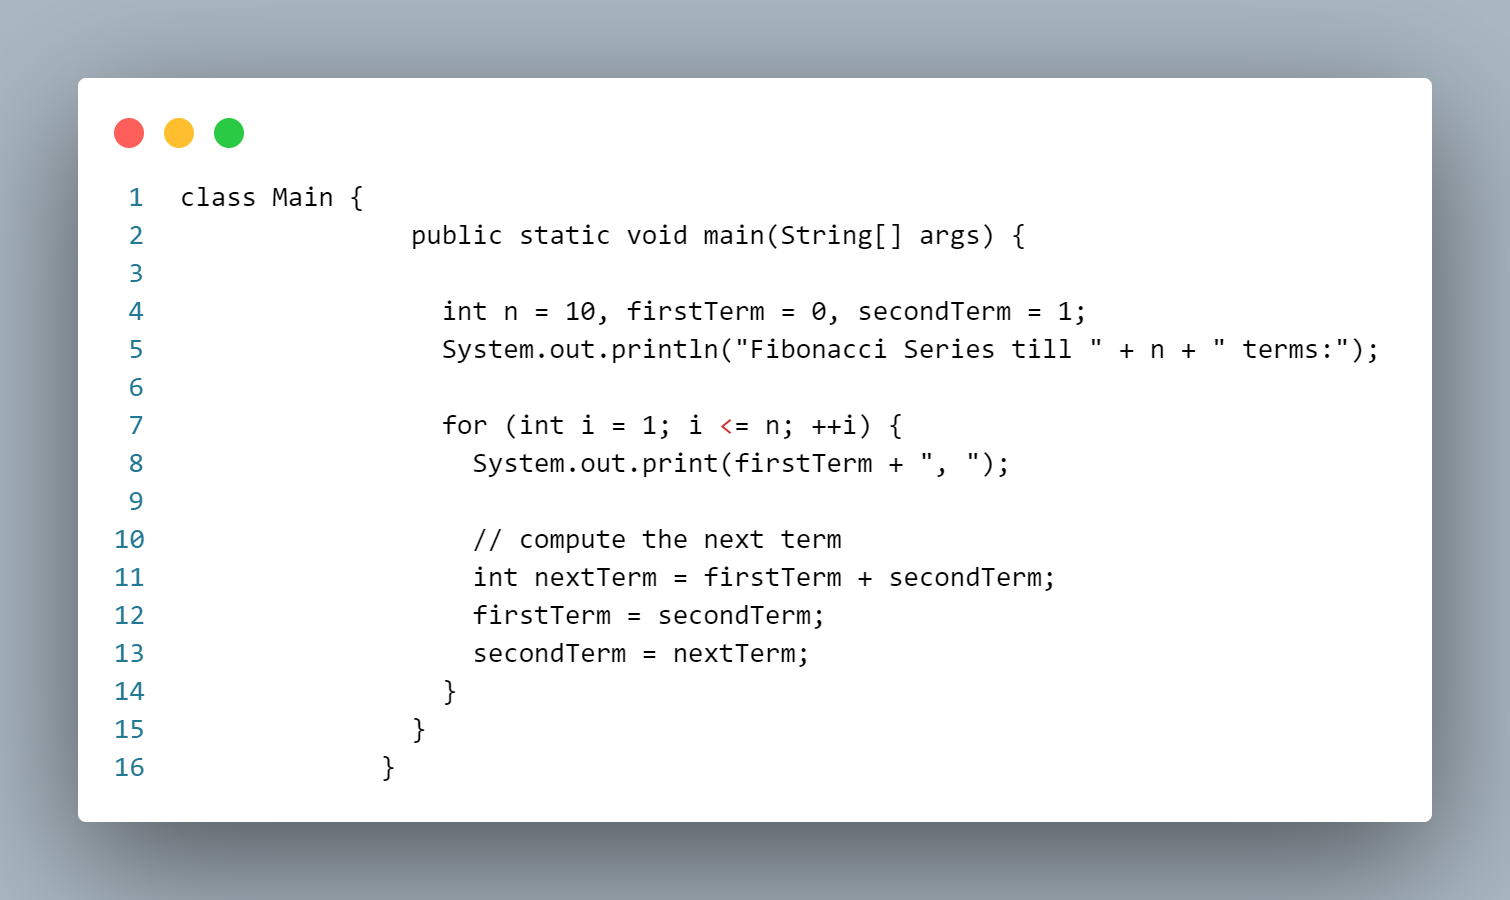 1 class Main {
2 public static void main(String[] args) {
3
4 int n = 10, firstTerm = 0, secondTerm = 1;
5 System.out.println("Fibonacci Series till " + n + " terms:");
6
7 for (int i = 1; i <= n; ++i) {
8 System.out.print(firstTerm + ", ");
9
10 // compute the next term
11 int nextTerm = firstTerm + secondTerm;
12 firstTerm = secondTerm;
13 secondTerm = nextTerm;
14 }
15 }
16 }